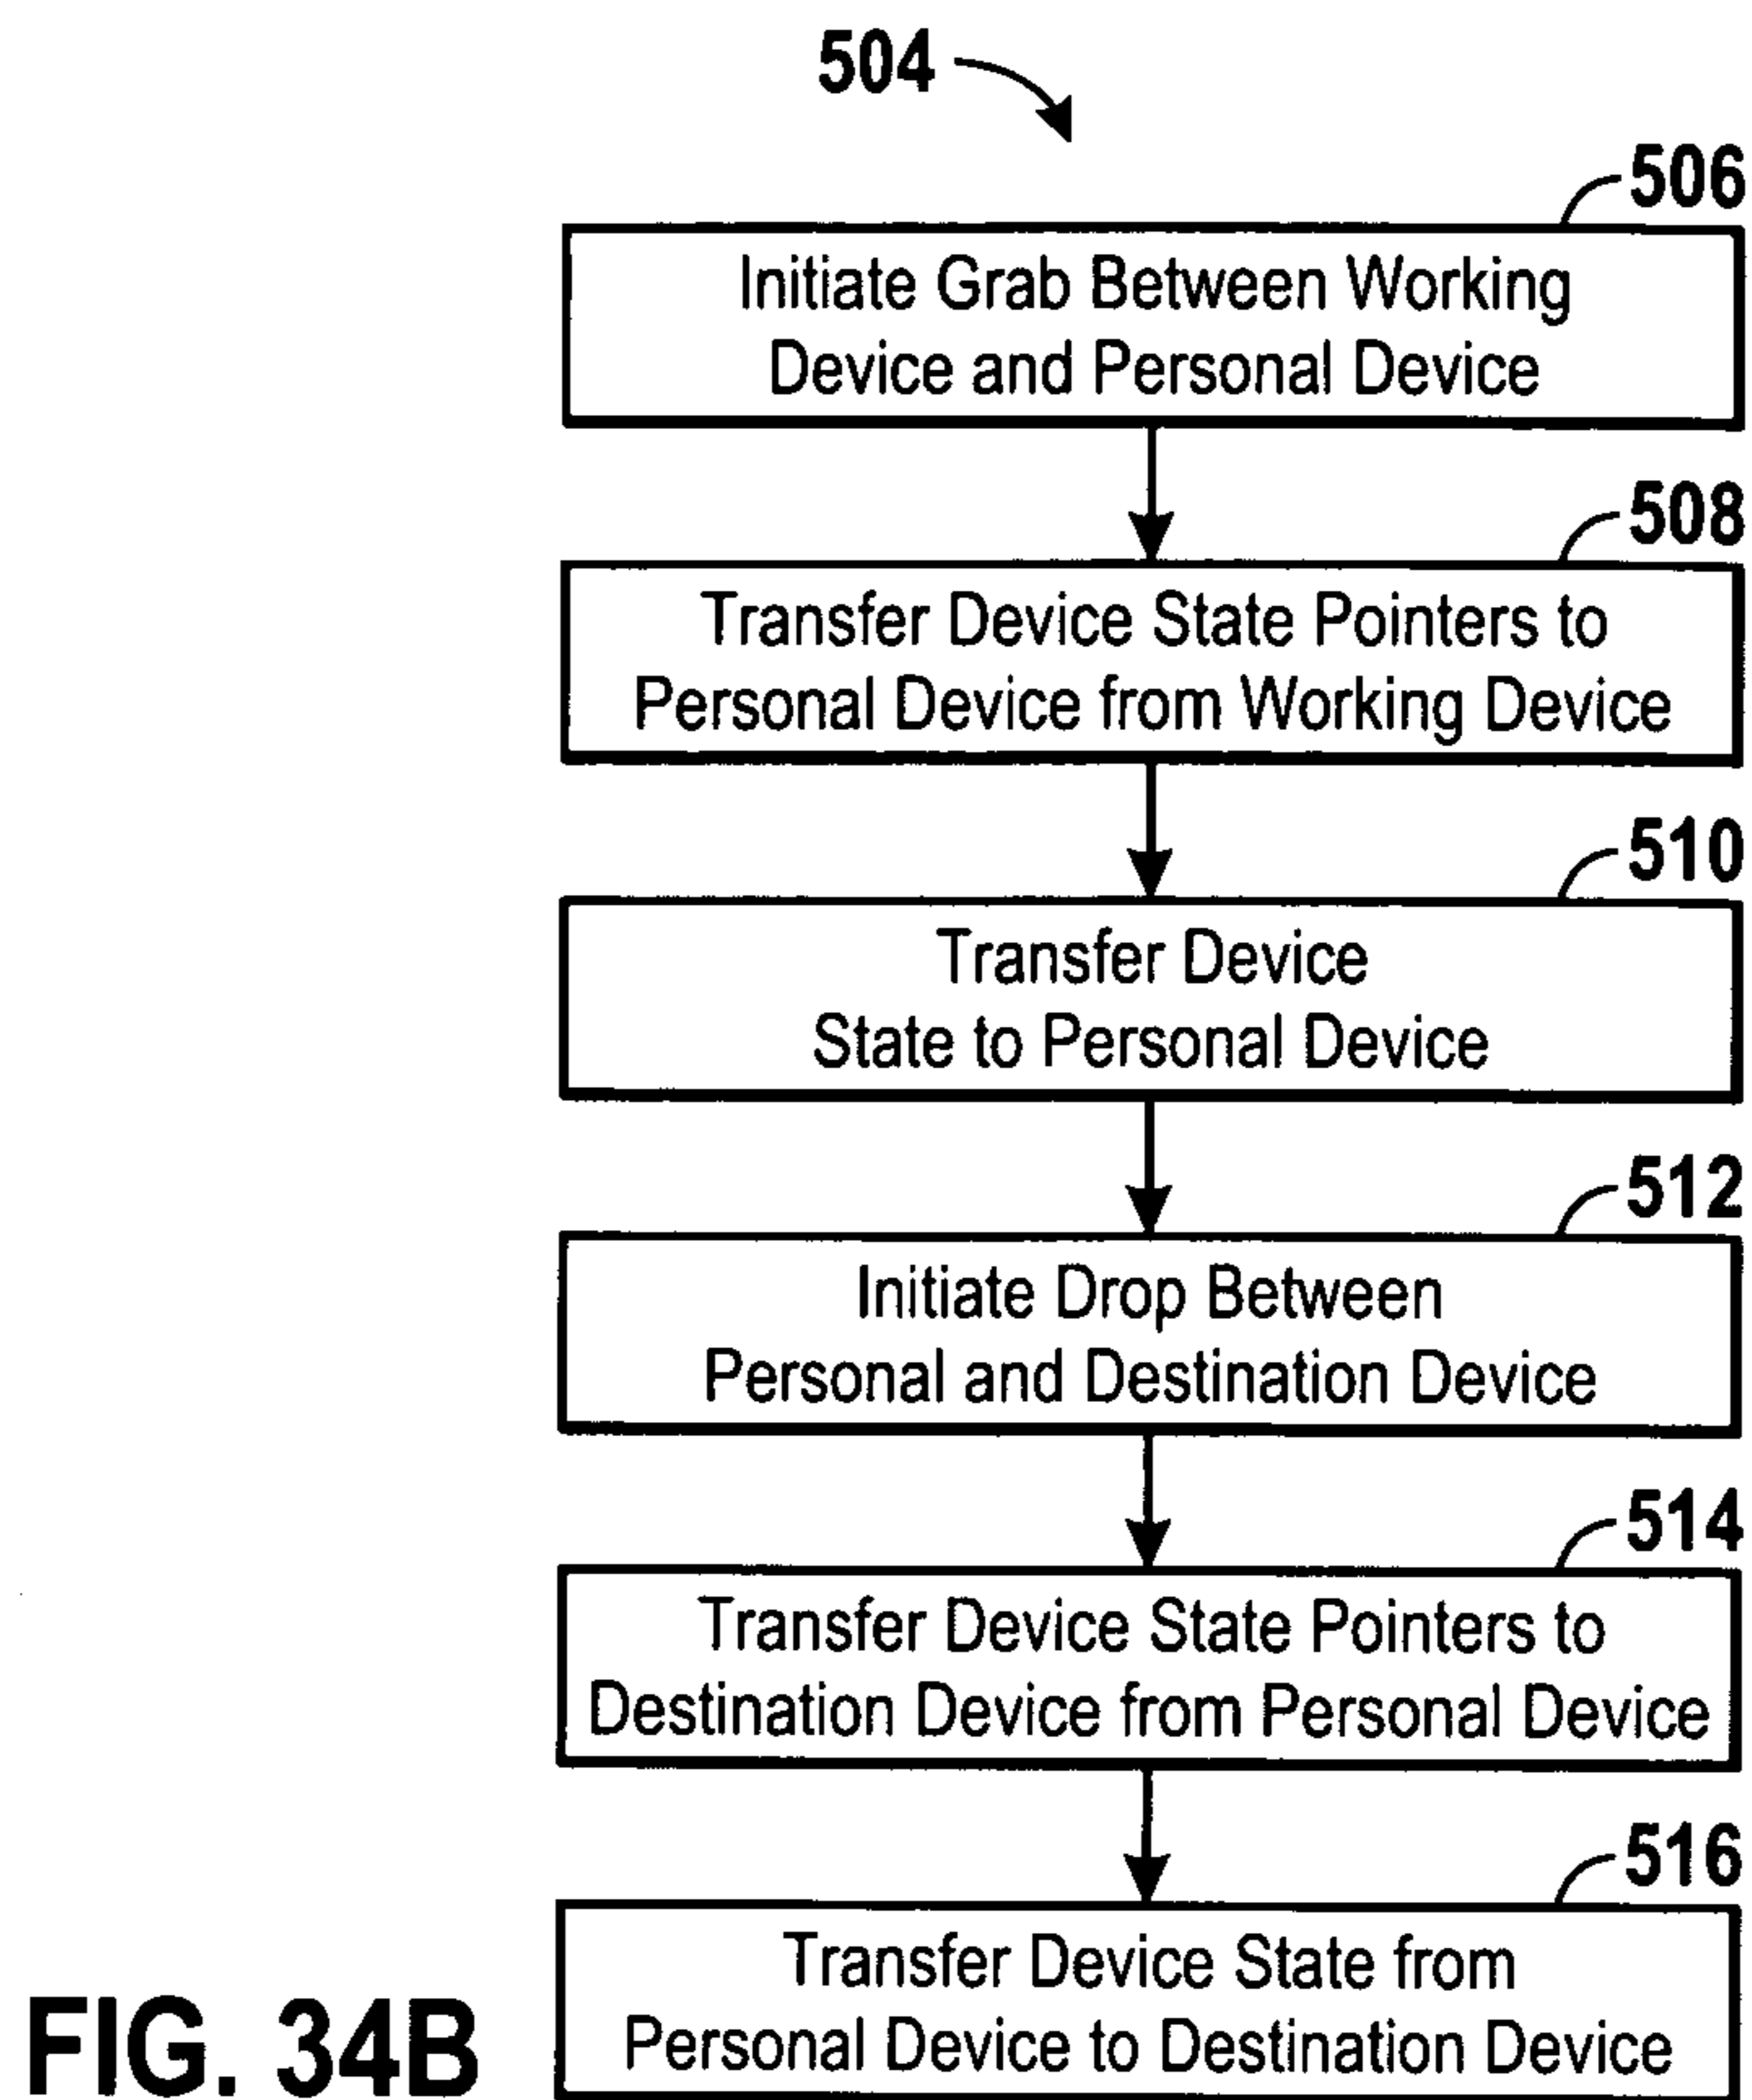 504
506
Initiate Grab Between Working
Device and Personal Device
508
Transfer Device State Pointers to
Personal Device from Working Device
510
Transfer Device
State to Personal Device
512
Initiate Drop Between
Personal and Destination Device
514
Transfer Device State Pointers to
Destination Device from Personal Device
516
Transfer Device State from
Personal Device to Destination Device
FIG. 34B